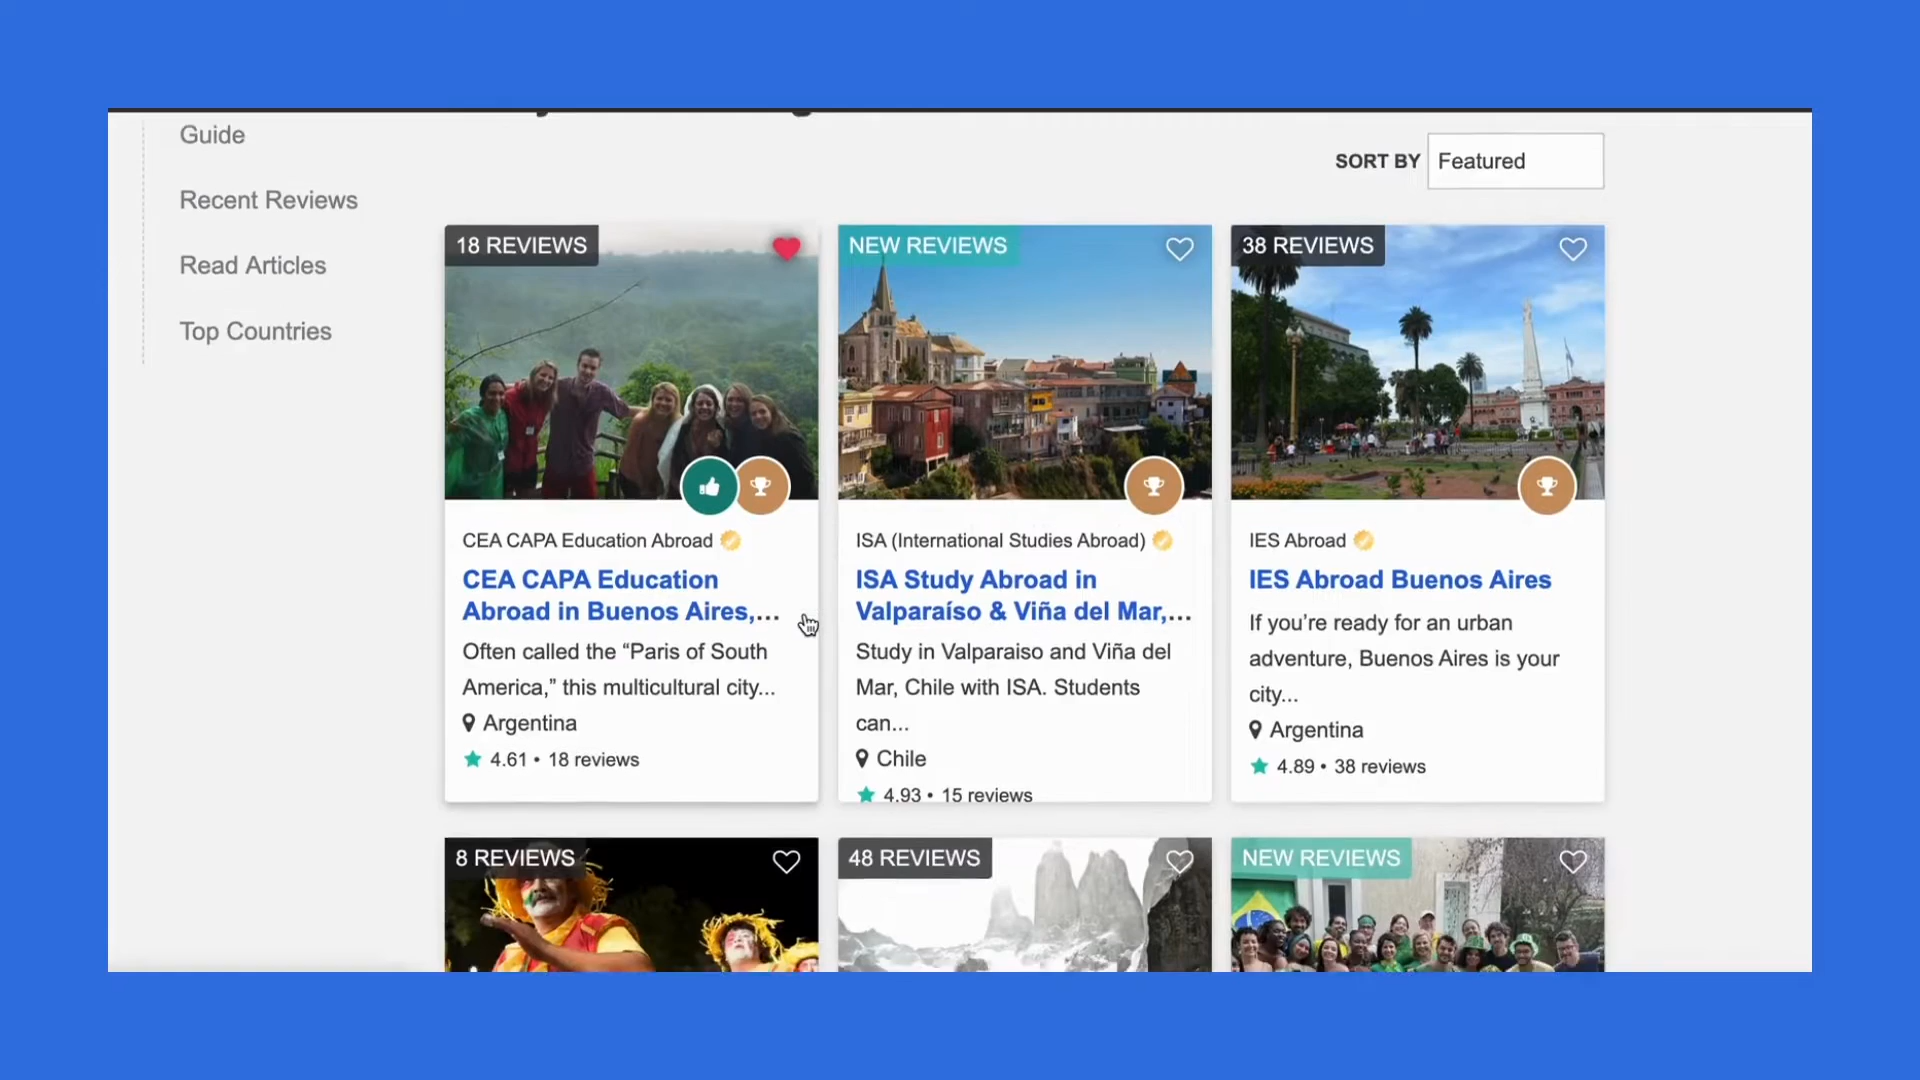 Guide
Recent Reviews
Read Articles
Top Countries
SORT BY Featured
18 REVIEWS
CEA CAPA Education Abroad
CEA CAPA Education
Abroad in Buenos Aires,...
Often called the “Paris of South
America,” this multicultural city...
Argentina
4.61 • 18 reviews
NEW REVIEWS
ISA (International Studies Abroad)
ISA Study Abroad in
Valparaíso & Viña del Mar,...
Study in Valparaiso and Viña del
Mar, Chile with ISA. Students
can...
Chile
4.93 • 15 reviews
38 REVIEWS
IES Abroad
IES Abroad Buenos Aires
If you’re ready for an urban
adventure, Buenos Aires is your
city...
Argentina
4.89 • 38 reviews
8 REVIEWS
48 REVIEWS
NEW REVIEWS